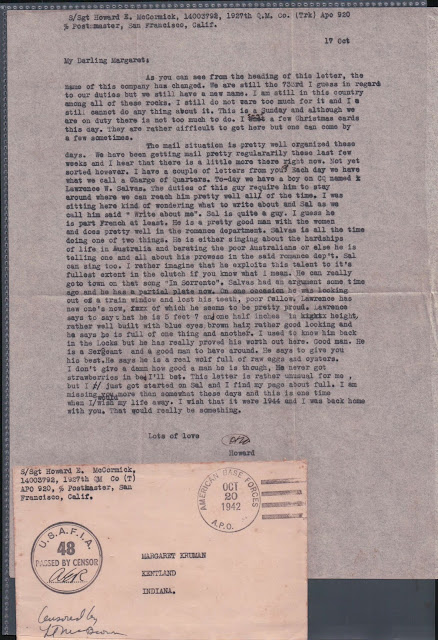 S/Sgt Howard E. McCormick, 14003792, 1927th Q.M. Co. (Trk) Apo 920
% Postmaster, San Francisco, Calif.
17 Oct
My Darling Margaret;
As you can see from the heading of this letter, the
name of this company has changed. We are still the 753rd I guess in regard
to our duties but we still have a new name. I am still in this country
among all of these rocks. I still do not ware too much for it and I a
still cannot do any thing about it. This is a Sunday and although we
are on duty there is not too much to do. I a few Christmas cards
this day. They are rather difficult to get here but one can come by
a few sometimes.
The mail situation is pretty well organized these
days. We have been getting mail pretty regularily these last few
weeks and I hear that there is a little more there right now. Not yet
sorted however. I have a couple of letters from you. Each day we have
what we call a Charge of Quarters. To-day we have a boy on CQ named
Lawrence W. Salvas. The duties of this guy require him to stay
around where we can reach him pretty well all of the time. I was
sitting here kind of wondering what to write about and Sal as we
call him said " Write about me". Sal is quite a guy. I guess he
is part French at least. He is a pretty good man with the women
and does pretty well in the romance department. Salvas is all the time
doing one of two things. He is either singing about the harships
of life in Australia and berating the poor Australians or else he is
telling one and all about his prowess in the said romance dep't. Sal
can sing too. I rather imagine that he exploits this talent to it's
fullest extent in the clutch if you know what I mean. He can really
go to town on that song "In Sorrento". Salvas had an argument some time
ago and he has a partial plate now. On one occasion he was looking
out of a train window and lost his teeth, poor fellow. Lawrence has
new one's now, of which he seems to be pretty proud. Lawrence
says to say that he is 5 feet 7 an one half inches in height,
rather well built with blue eyes, brown hair, rather good looking and
he says he is full of one thing and another. I used to know him back
in the Locks but he has really proved his worth out here. Good man. He
is a Sergeant and a good man to have around. He says to give you
his best. He says he is a real wolf full of raw eggs and oysters.
I don't give a damn how good a man he is though, He never got
strawberries in bed I'll bet. This letter is rather unusual for me ,
but I just got started on Sal and I find my page about full. I am
missing you more than somewhat these days and this is one time
when I would wish my life away. I wish that it were 1944 and I was back home
with you. That would really be something.
Lots of love
Howard
S/Sgt Howard E. McCormick,
14003792, 1927th QM Co (T)
APO 920, % Postmaster, San
Francisco, Calif.
AMERICAN BASE FORCES
OCT
20
1942
A.P.O.
U.S.A.F.I.A.
48
PASSED BY CENSOR
MARGARET KRUMAN
KENTLAND
INDIANA.
Censored by